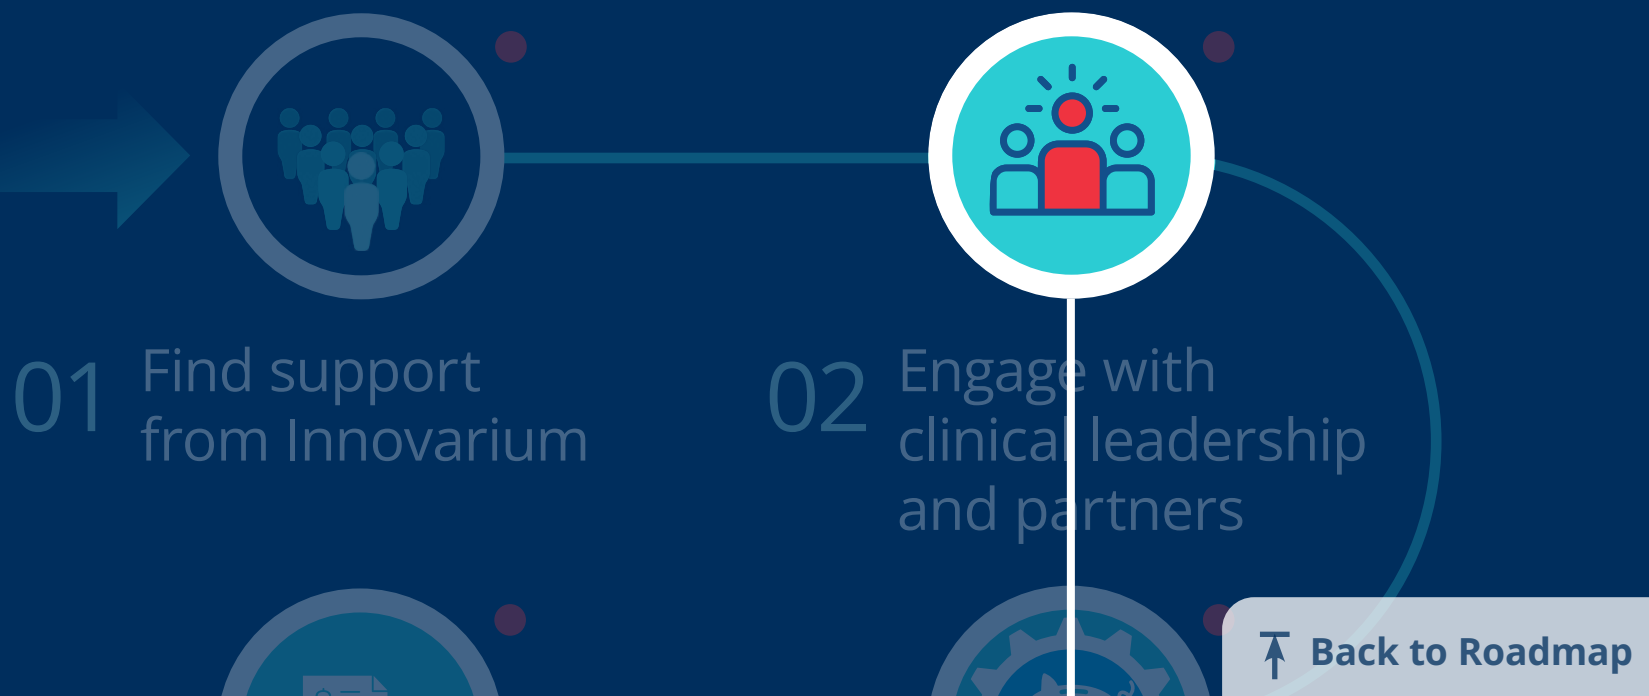 01 Find support
from Innovarium
02 Engage with
clinical leadership
and partners
Back to Roadmap